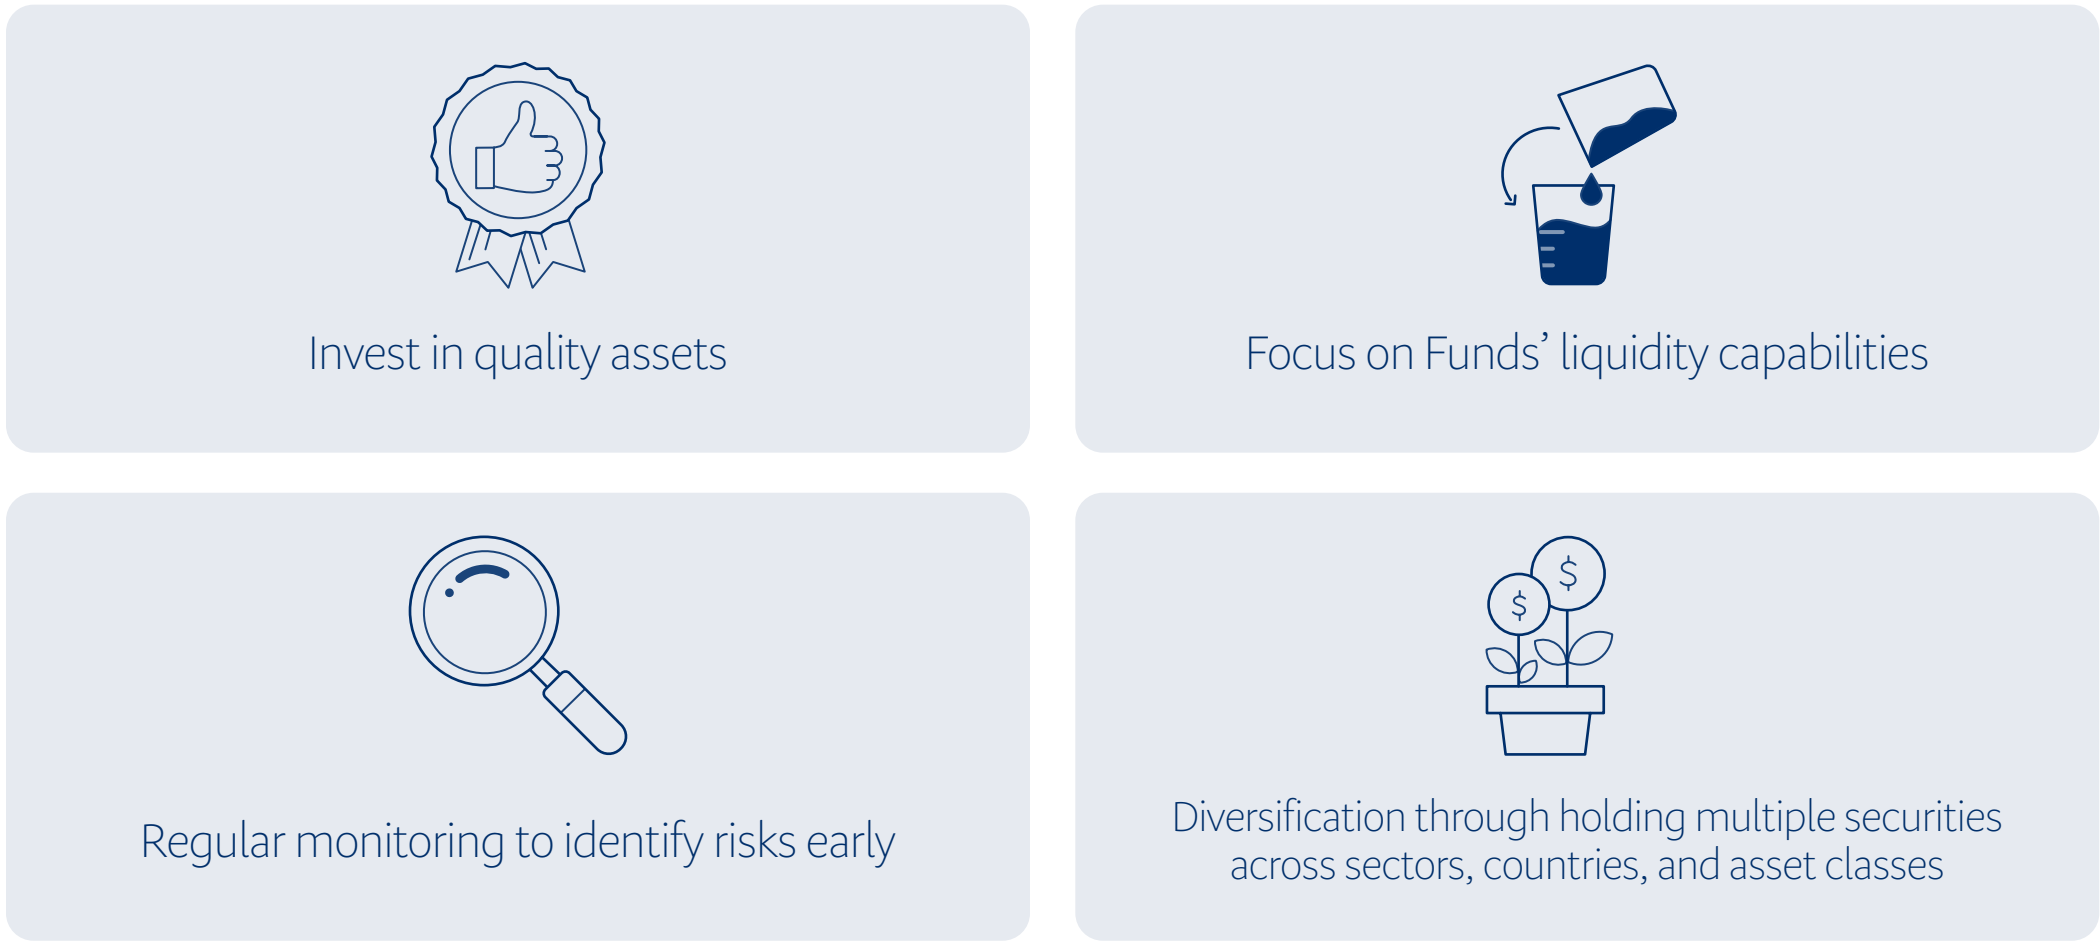 Invest in quality assets
Focus on Funds’ liquidity capabilities
Regular monitoring to identify risks early
Diversification through holding multiple securities
across sectors, countries, and asset classes
$
$